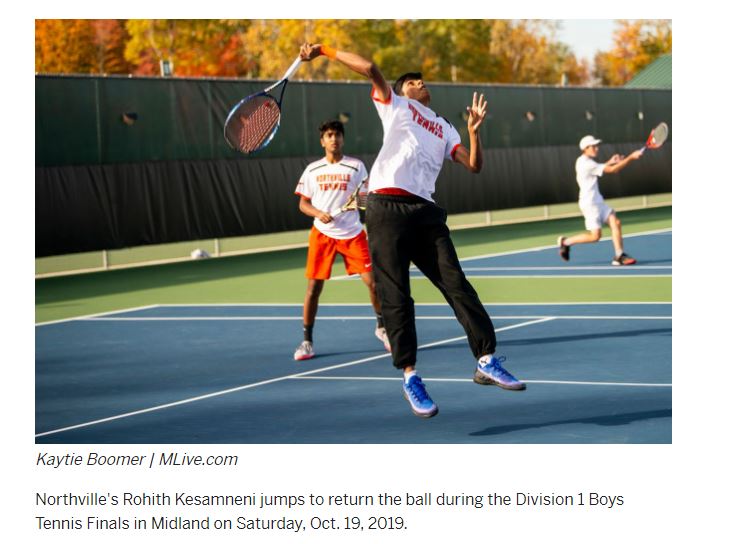 NORTHVILLE
TENNIS
TENNIS
Kaytie Boomer | MLive.com
Northville's Rohith Kesamneni jumps to return the ball during the Division 1 Boys
Tennis Finals in Midland on Saturday, Oct. 19, 2019.